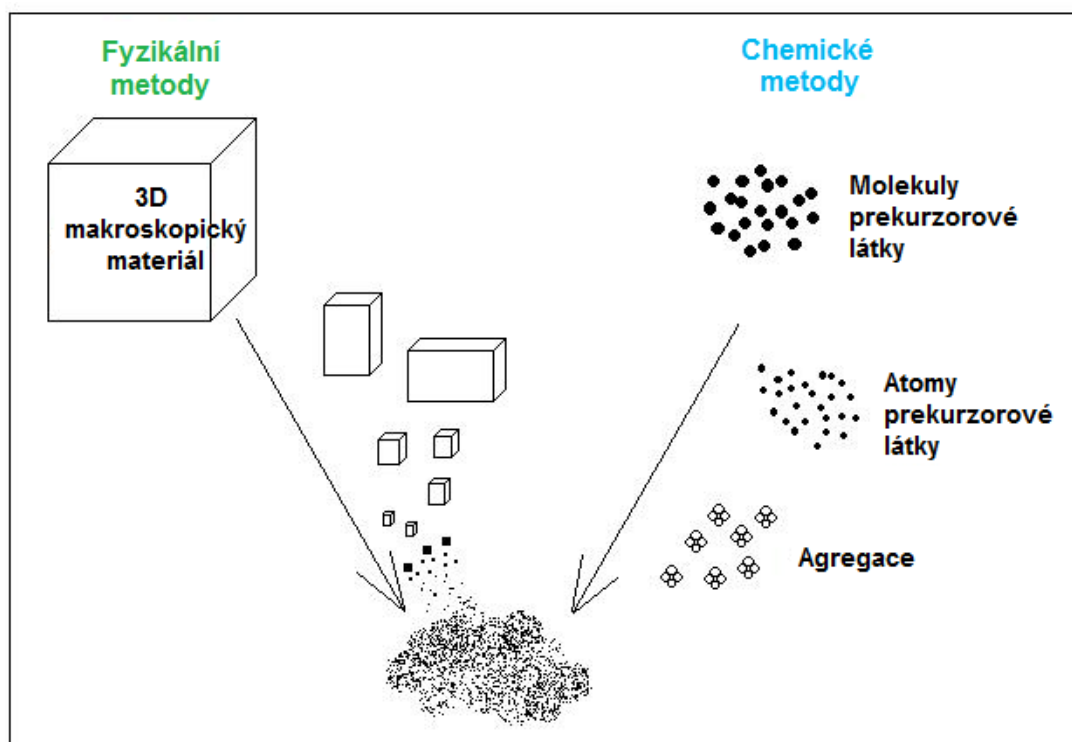 Fyzikální
metody
3D
makroskopický
materiál
Chemické
metody
Molekuly
prekurzorové
látky
Atomy
prekurzorové
látky
Agregace